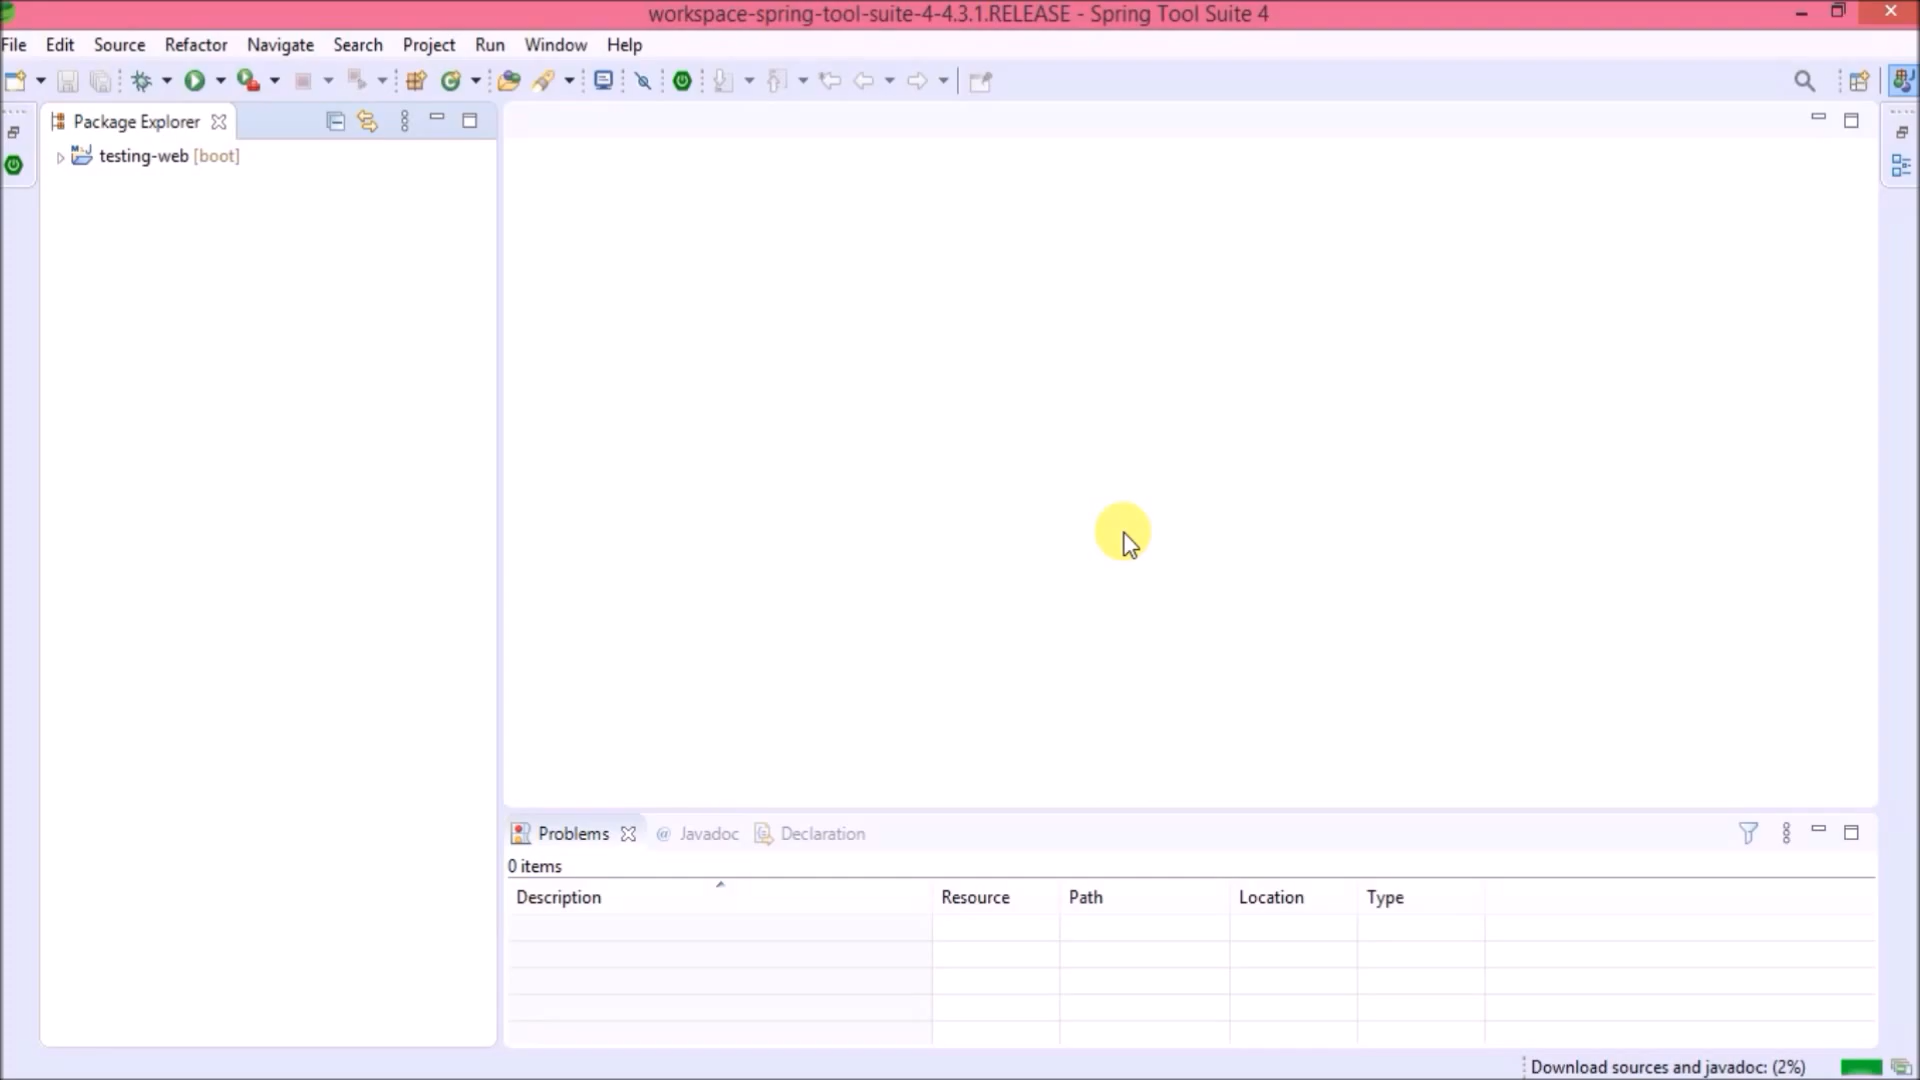 workspace-spring-tool-suite-4-4.3.1.RELEASE - Spring Tool Suite 4
File Edit Source Refactor Navigate Search Project Run Window Help
Package Explorer
testing-web [boot]
Problems @ Javadoc Declaration
0 items
Description Resource Path Location Type
Download sources and javadoc: (2%)